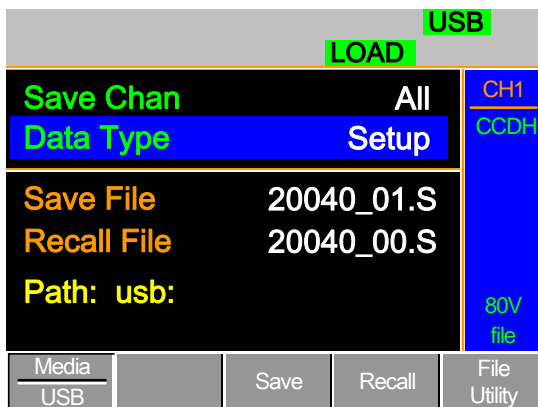 USB
LOAD
Save Chan All
Data Type Setup
Save File 20040_01.S
Recall File 20040_00.S
Path: usb:
CH1
CCDH
80V
file
Media
USB
Save
Recall
File
Utility